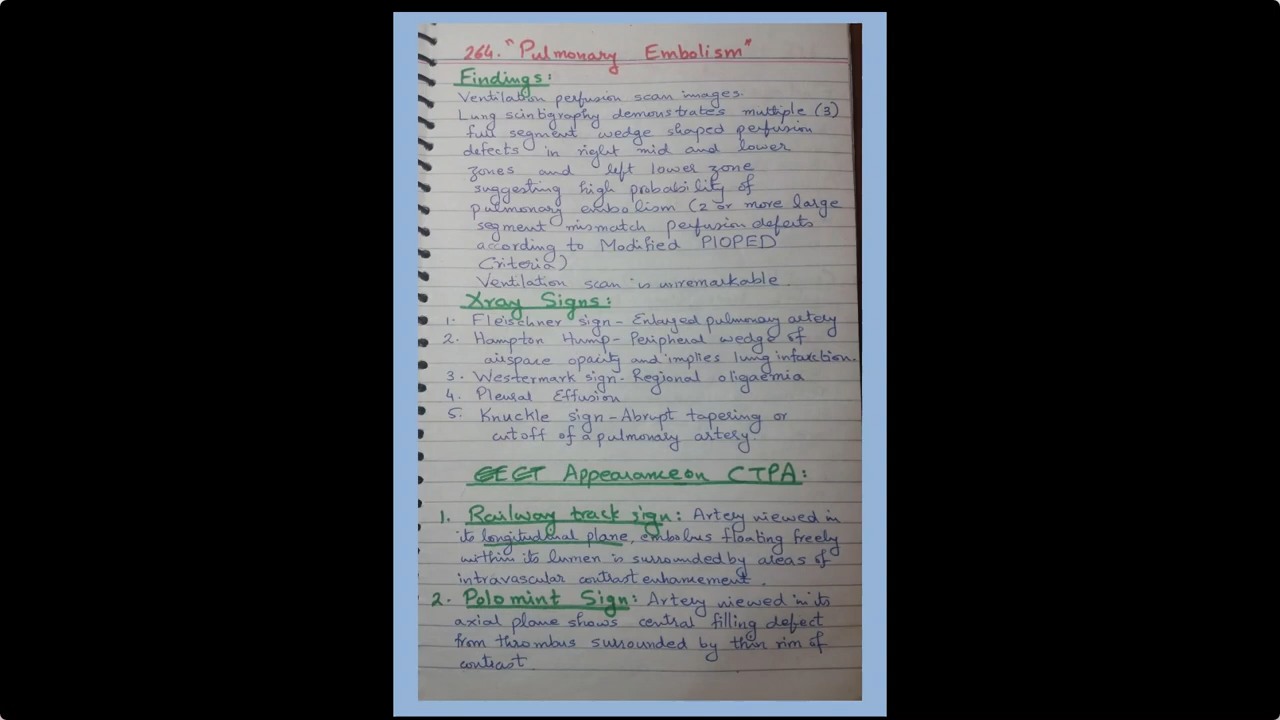 264. "Pulmonary Embolism"
Findings:
Ventilation perfusion scan images.
Lung scintigraphy demonstrates multiple (3)
full segment wedge shaped perfusion
defects in right mid and lower
zones and left lower zone
suggesting high probability of
pulmonary embolism (2 or more large
segment mismatch perfusion defects
according to Modified PIOPED
Criteria)
Ventilation scan is unremarkable.
Xray Signs:
1. Fleischner sign - Enlarged pulmonary artery
2. Hampton Hump - Peripheral wedge of
airspace opacity and implies lung infarction.
3. Westermark sign - Regional oligaemia
4. Pleural Effusion
5. Knuckle sign - Abrupt tapering or
cutoff of a pulmonary artery.
CT Appearance on CTPA:
1. Railway track sign: Artery viewed in
its longitudinal plane, embolus floating freely
within its lumen is surrounded by areas of
intravascular contrast enhancement.
2. Polo mint Sign: Artery viewed in its
axial plane shows central filling defect
from thrombus surrounded by thin rim of
contrast.